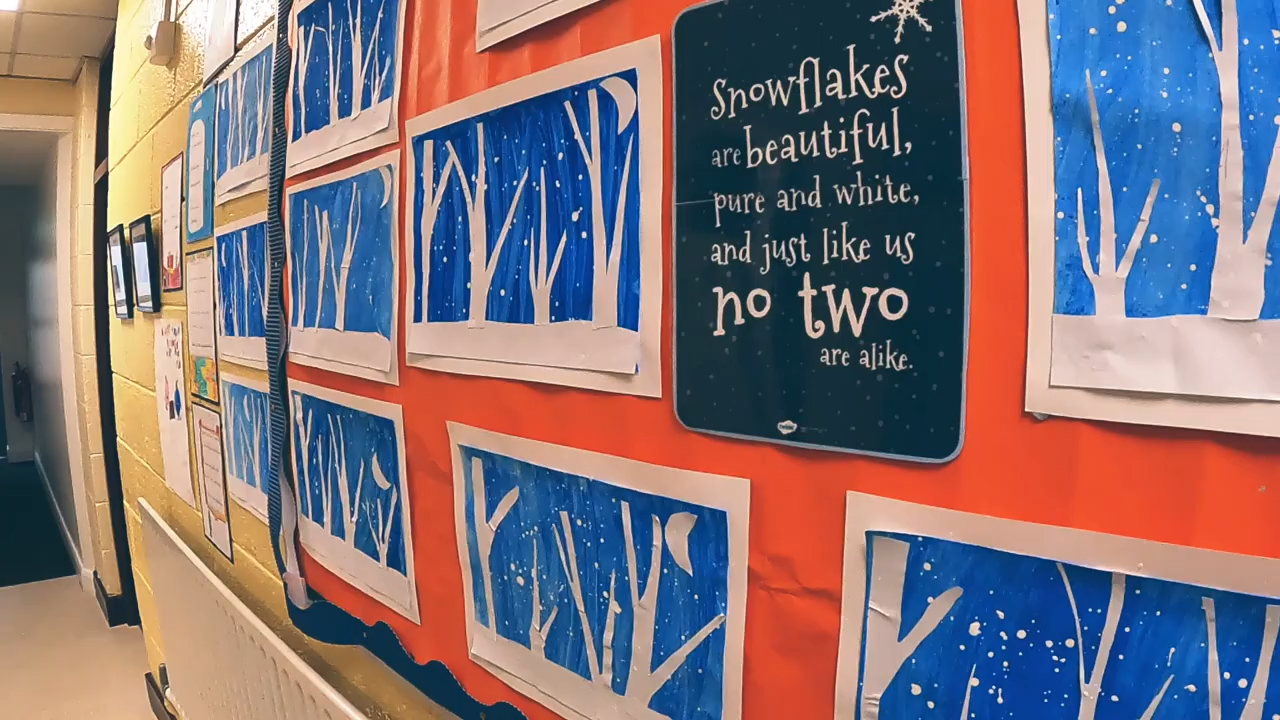 Snowflakes
are beautiful,
pure and white,
and just like us
no two
are alike.